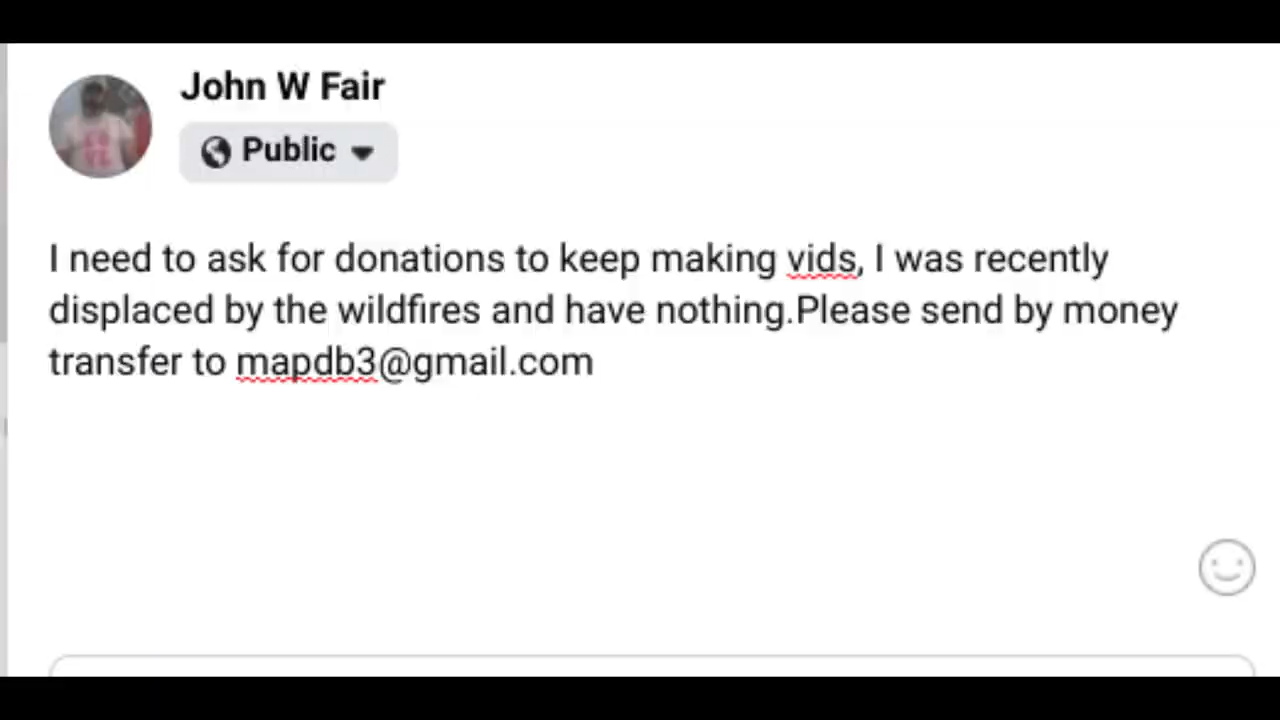 John W Fair
Public
I need to ask for donations to keep making vids, I was recently
displaced by the wildfires and have nothing.Please send by money
transfer to mapdb3@gmail.com